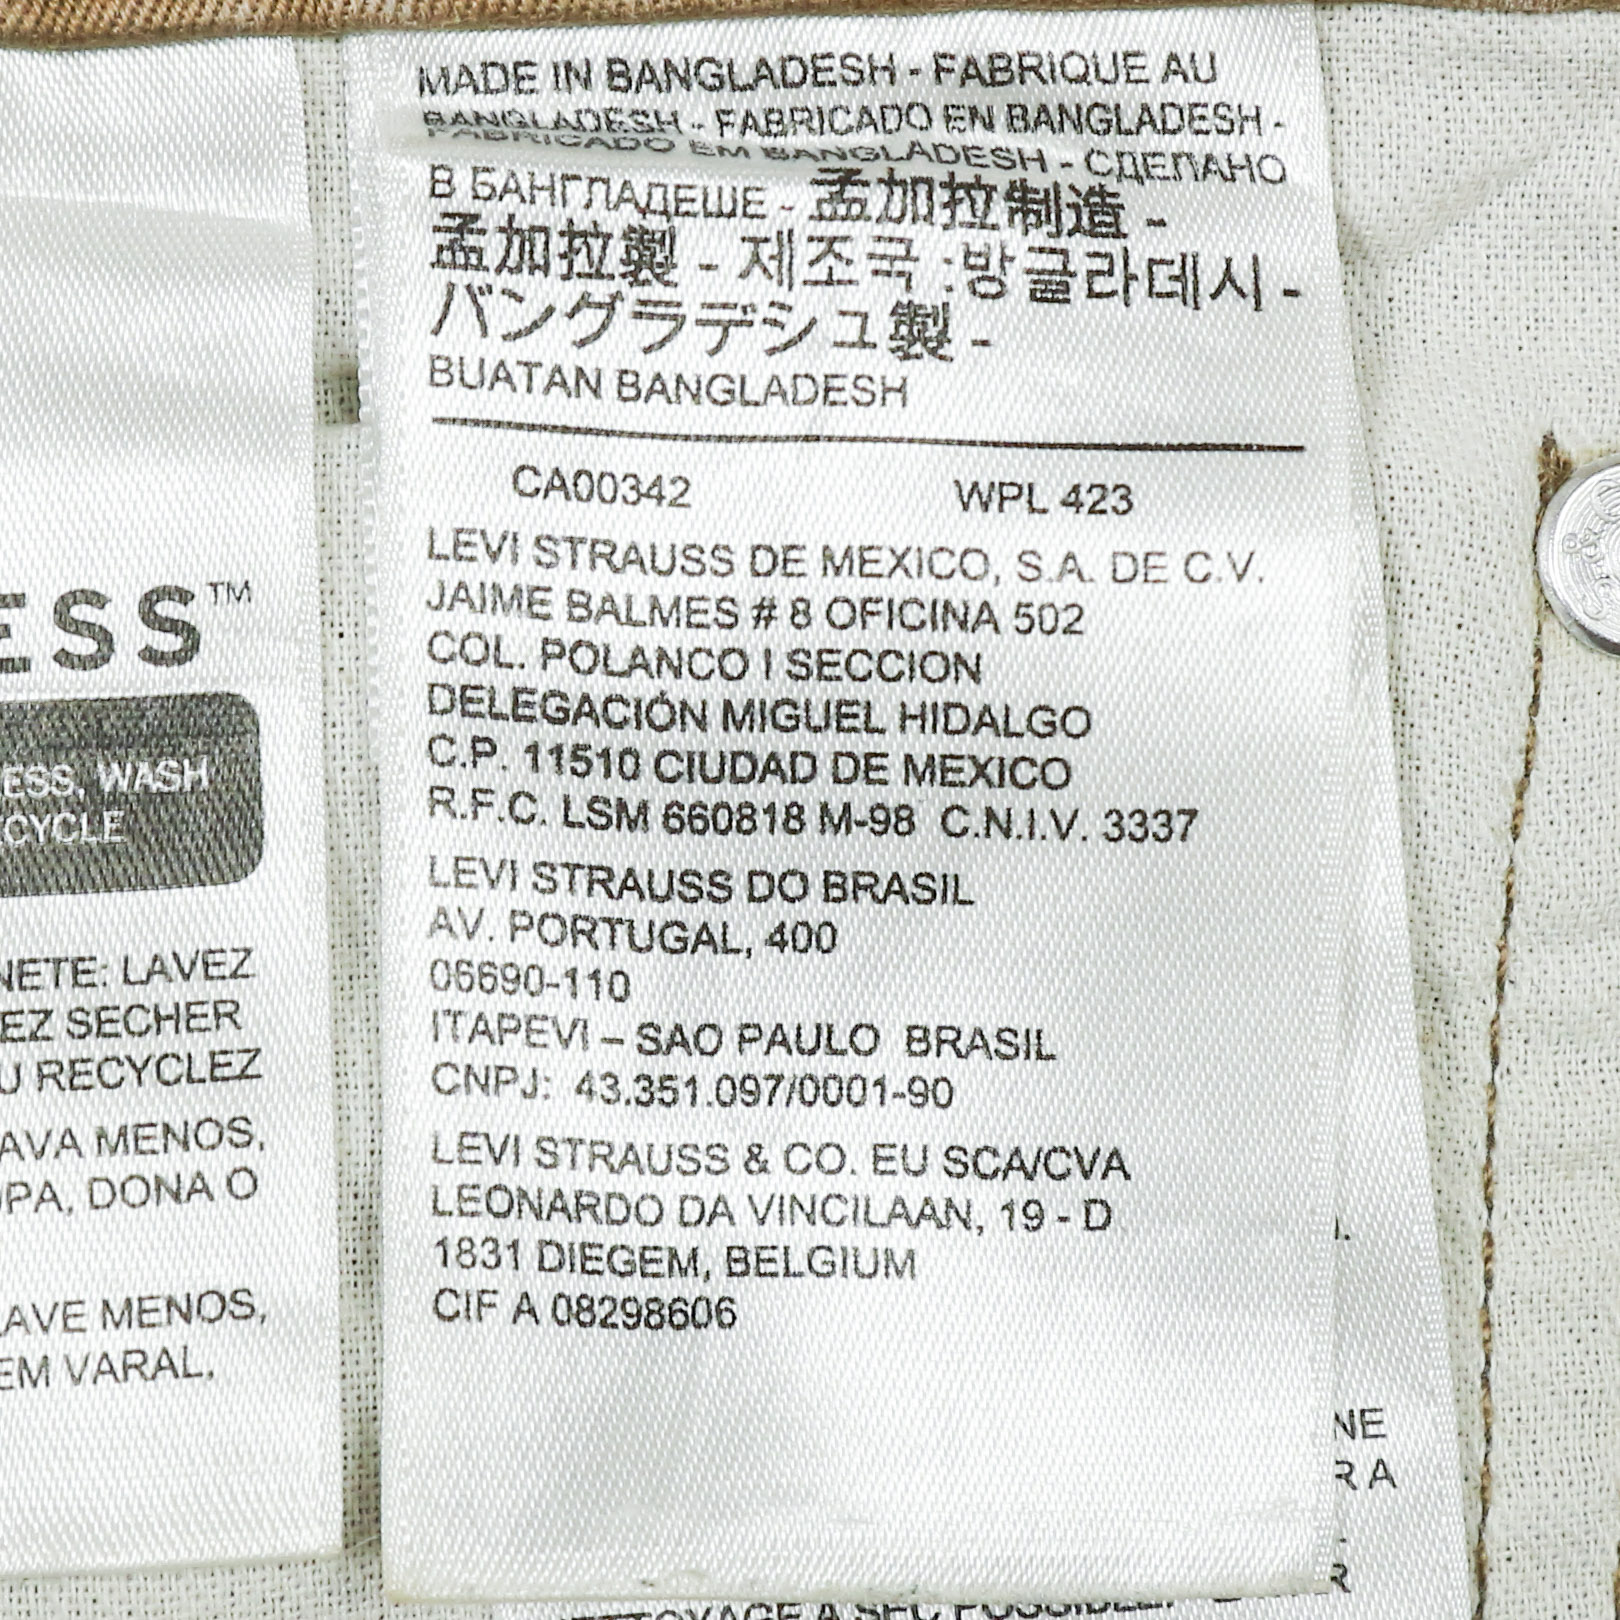 MADE IN BANGLADESH - FABRIQUE AU
BANGLADESH - FABRICADO EN BANGLADESH -
FABRICADO EM BANGLADESH - СДЕЛАНО
В БАНГЛАДЕШЕ - 孟加拉制造 -
孟加拉製 - 제조국 :방글라데시 -
バングラデシュ製 -
BUATAN BANGLADESH
CA00342 WPL 423
LEVI STRAUSS DE MEXICO, S.A. DE C.V.
JAIME BALMES # 8 OFICINA 502
COL. POLANCO I SECCION
DELEGACIÓN MIGUEL HIDALGO
C.P. 11510 CIUDAD DE MEXICO
R.F.C. LSM 660818 M-98 C.N.I.V. 3337
LEVI STRAUSS DO BRASIL
AV. PORTUGAL, 400
06690-110
ITAPEVI – SAO PAULO BRASIL
CNPJ: 43.351.097/0001-90
LEVI STRAUSS & CO. EU SCA/CVA
LEONARDO DA VINCILAAN, 19 - D
1831 DIEGEM, BELGIUM
CIF A 08298606
ESS™
ESS, WASH
CYCLE
NETE: LAVEZ
EZ SECHER
U RECYCLEZ
AVA MENOS,
OPA, DONA O
LAVE MENOS,
EM VARAL,
NE
R A
R